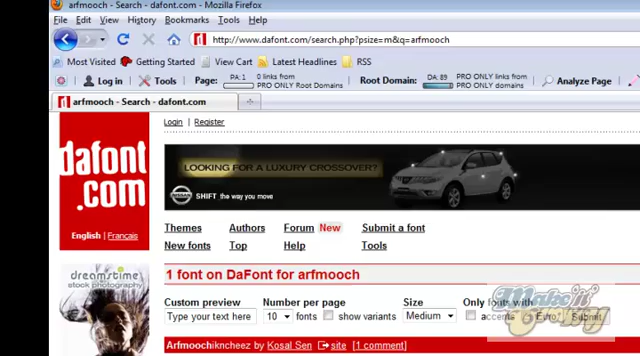 arfmooch - Search - dafont.com - Mozilla Firefox
File Edit View History Bookmarks Tools Help
http://www.dafont.com/search.php?psize=m&q=arfmooch
Most Visited Getting Started View Cart Latest Headlines RSS
Log in Tools Page: PA: 1 0 links from PRO ONLY Root Domains Root Domain: DA: 89 PRO ONLY links from PRO ONLY domains Analyze Page
arfmooch - Search - dafont.com
Login | Register
dafont
.com
English | Français
LOOKING FOR A LUXURY CROSSOVER?
NISSAN SHIFT the way you move
Themes Authors Forum New Submit a font
New fonts Top Help Tools
dreamstime
stock photography
1 font on DaFont for arfmooch
Custom preview Number per page Size Only fonts with
Type your text here 10 fonts show variants Medium accents Euro Submit
Make it
Arfmoochikncheez by Kosal Sen site [1 comment]